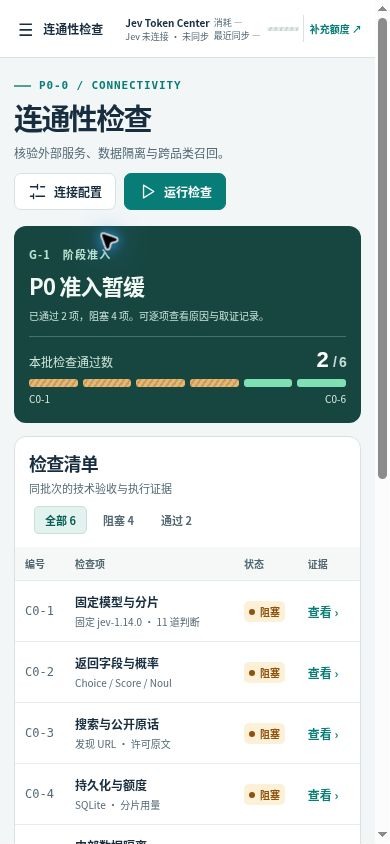 连通性检查
Jev Token Center 消耗 —
Jev 未连接 · 未同步 最近同步 —
补充额度 ↗
P0-0 / CONNECTIVITY
连通性检查
核验外部服务、数据隔离与跨品类召回。
连接配置
运行检查
G-1 阶段准入
P0 准入暂缓
已通过 2 项，阻塞 4 项。可逐项查看原因与取证记录。
本批检查通过数
2 / 6
C0-1
C0-6
检查清单
同批次的技术验收与执行证据
全部 6 阻塞 4 通过 2
编号 检查项 状态 证据
C0-1 固定模型与分片 阻塞 查看 ›
固定 jev-1.14.0 · 11 道判断
C0-2 返回字段与概率 阻塞 查看 ›
Choice / Score / Noul
C0-3 搜索与公开原话 阻塞 查看 ›
发现 URL · 许可原文
C0-4 持久化与额度 阻塞 查看 ›
SQLite · 分片用量